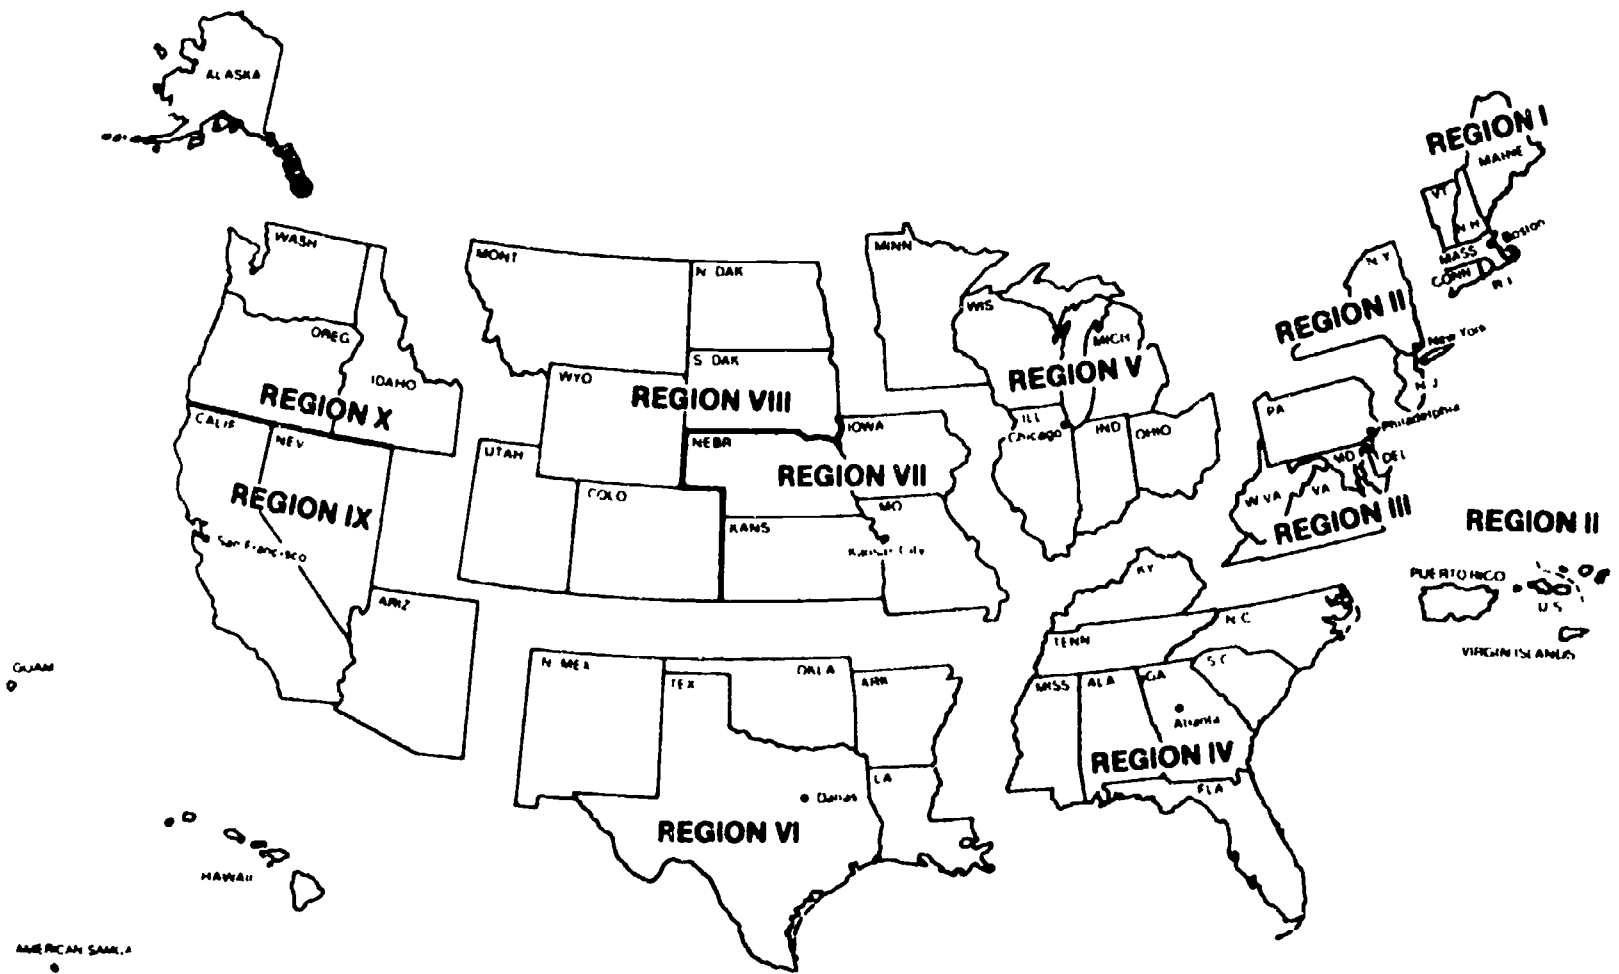 ALASKA
REGION I
MAINE
VT
N H
Boston
MASS
CONN
R I
WASH
OREG
IDAHO
REGION X
MONT
N DAK
S DAK
WYO
REGION VIII
UTAH
COLO
MINN
WIS
MICH
REGION V
ILL
Chicago
IND
OHIO
N Y
REGION II
New York
N J
PA
Philadelphia
MD
DEL
W VA
VA
REGION III
CALIF
NEV
REGION IX
San Francisco
ARIZ
NEBR
IOWA
REGION VII
KANS
MO
Kansas City
REGION II
PUERTO RICO
U S
VIRGIN ISLANDS
KY
TENN
N C
S C
MISS
ALA
GA
Atlanta
REGION IV
FLA
GUAM
N MEX
OKLA
TEX
ARK
LA
Dallas
REGION VI
HAWAII
AMERICAN SAMOA